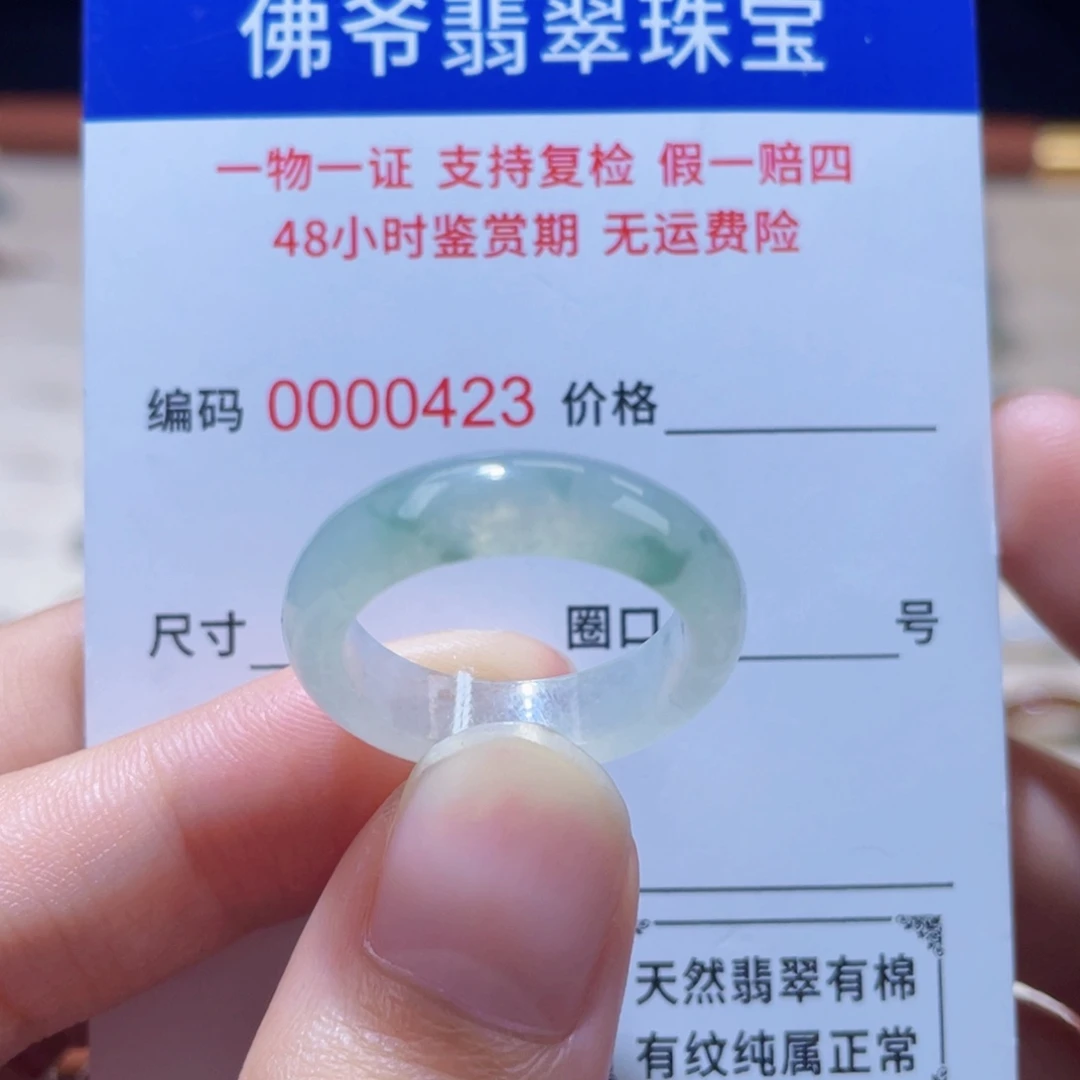 佛爷翡翠珠宝
一物一证 支持复检 假一赔四
48小时鉴赏期 无运费险
编码 0000423 价格
尺寸 圈口 号
天然翡翠有棉
有纹纯属正常